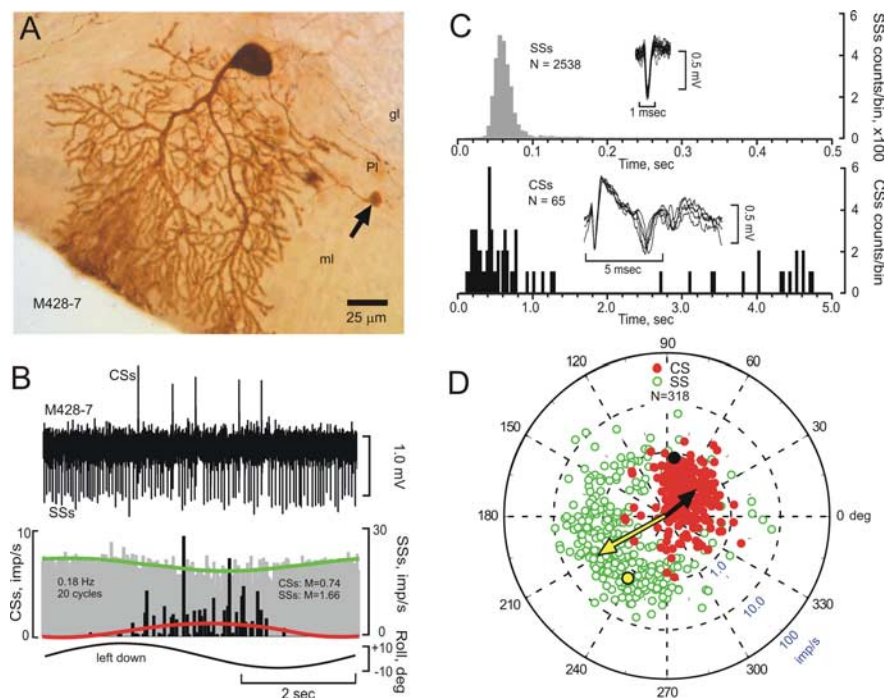 A
gl
Pl
ml
M428-7
25 μm
B
CSs
M428-7
1.0 mV
SSs
10
CSs, imp/s
0
30
SSs, imp/s
0
0.18 Hz
20 cycles
CSs: M=0.74
SSs: M=1.66
left down
+10
-10
Roll, deg
2 sec
C
SSs
N = 2538
0.5 mV
1 msec
6
4
2
0
SSs counts/bin, x100
0.0 0.1 0.2 0.3 0.4 0.5
Time, sec
CSs
N = 65
0.5 mV
5 msec
6
4
2
0
CSs counts/bin
0.0 1.0 2.0 3.0 4.0 5.0
Time, sec
D
90
CS
SS
N=318
120
60
150
30
180
0 deg
1.0
10.0
100
imp/s
210
330
240
300
270